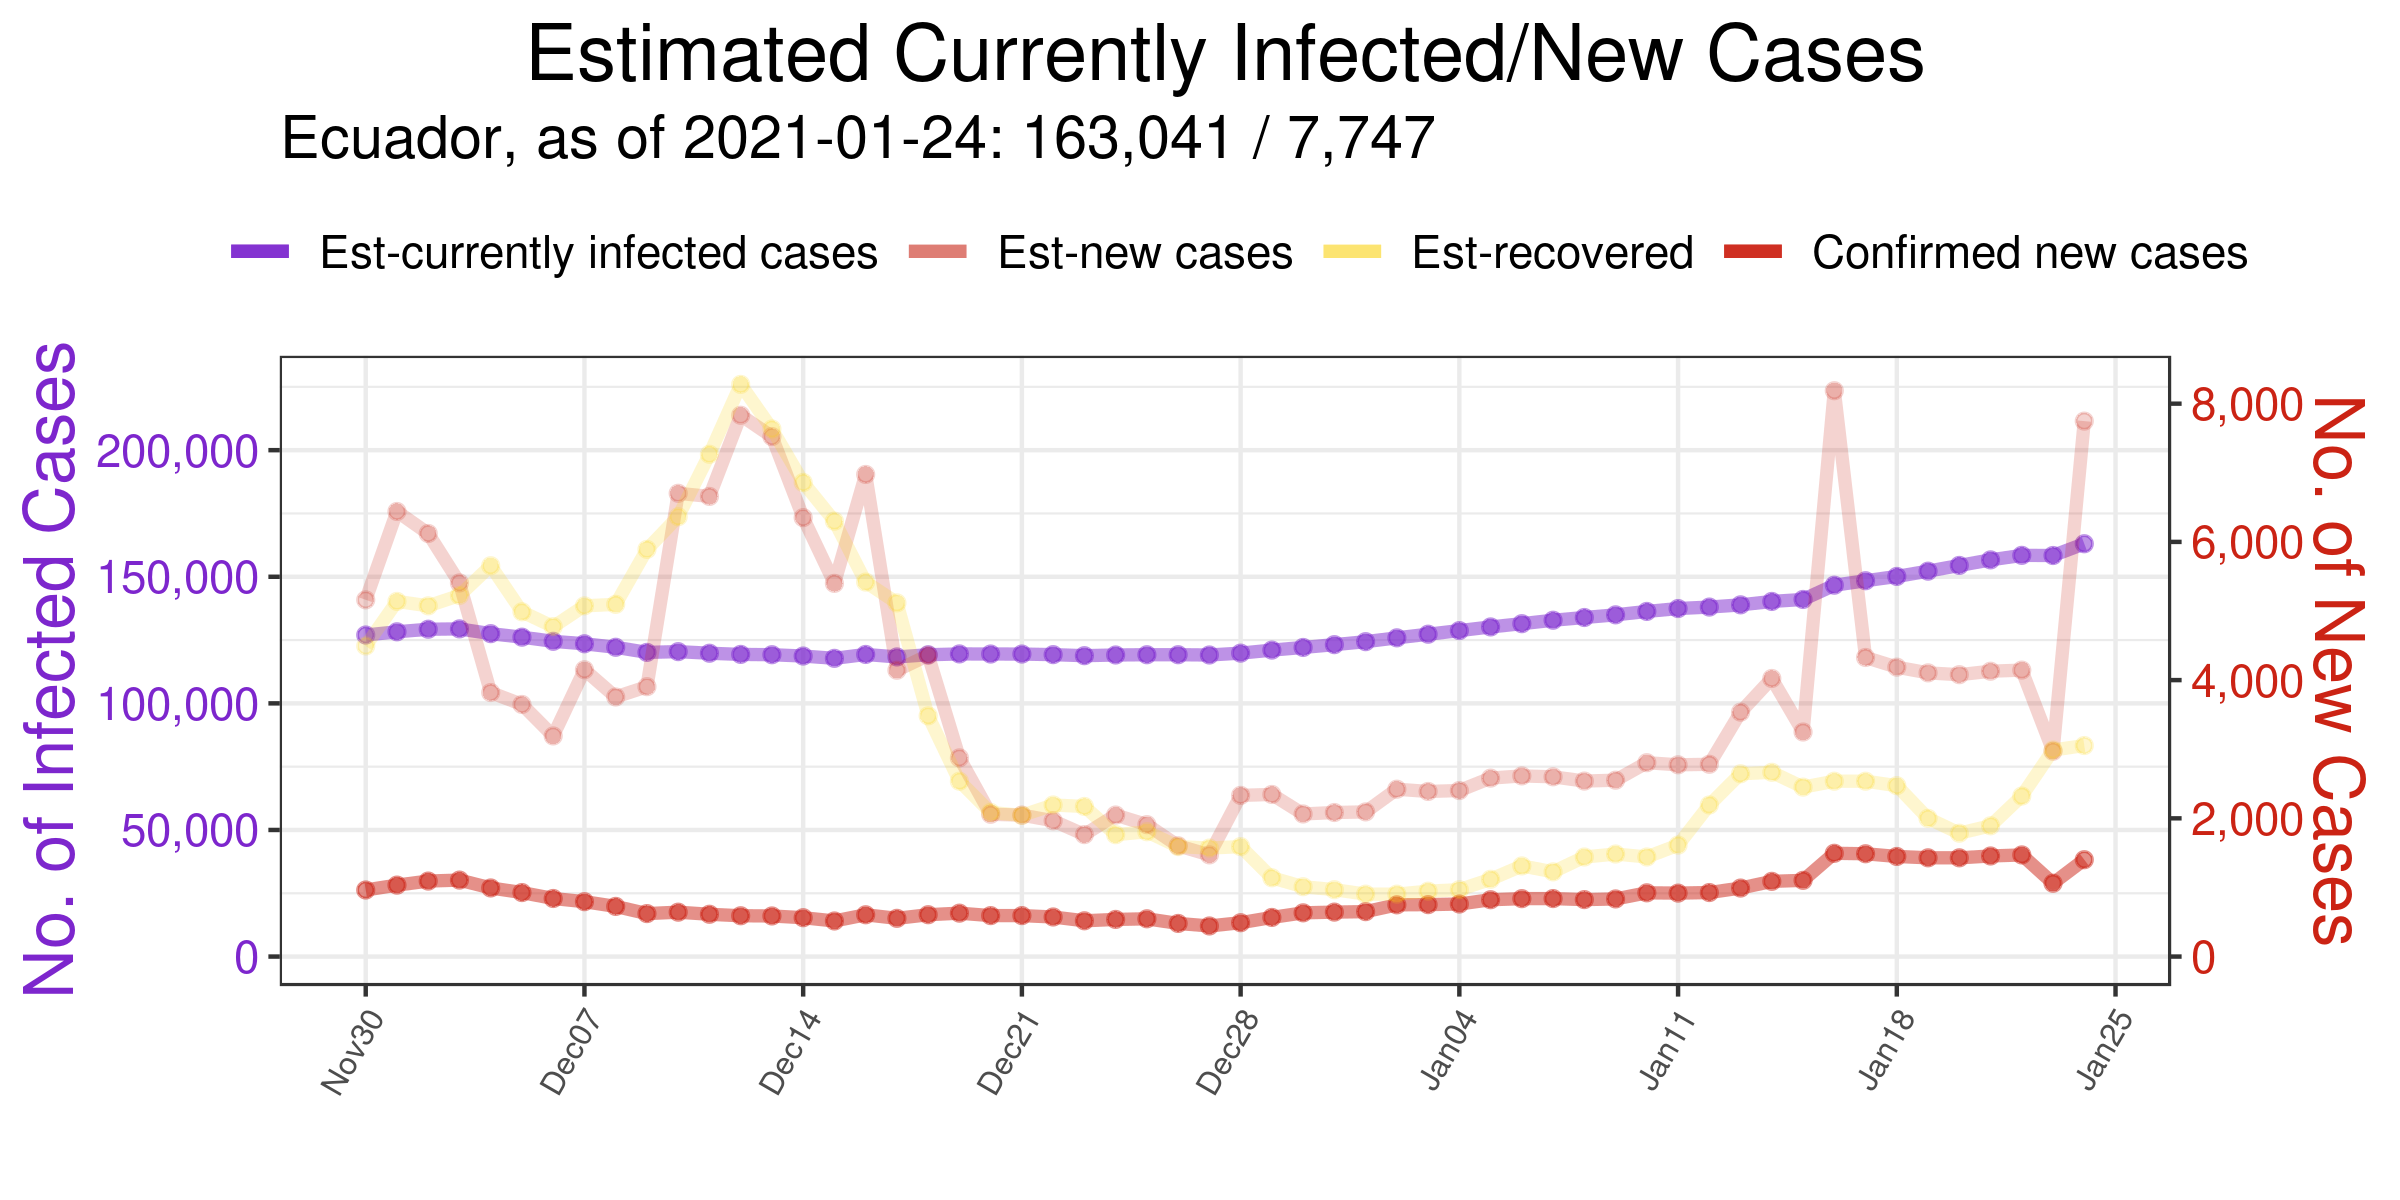 Estimated Currently Infected/New Cases
Ecuador, as of 2021-01-24: 163,041 / 7,747
Est-currently infected cases Est-new cases Est-recovered Confirmed new cases
No. of Infected Cases
200,000
150,000
100,000
50,000
0
8,000
6,000
4,000
2,000
0
No. of New Cases
Nov30 Dec07 Dec14 Dec21 Dec28 Jan04 Jan11 Jan18 Jan25